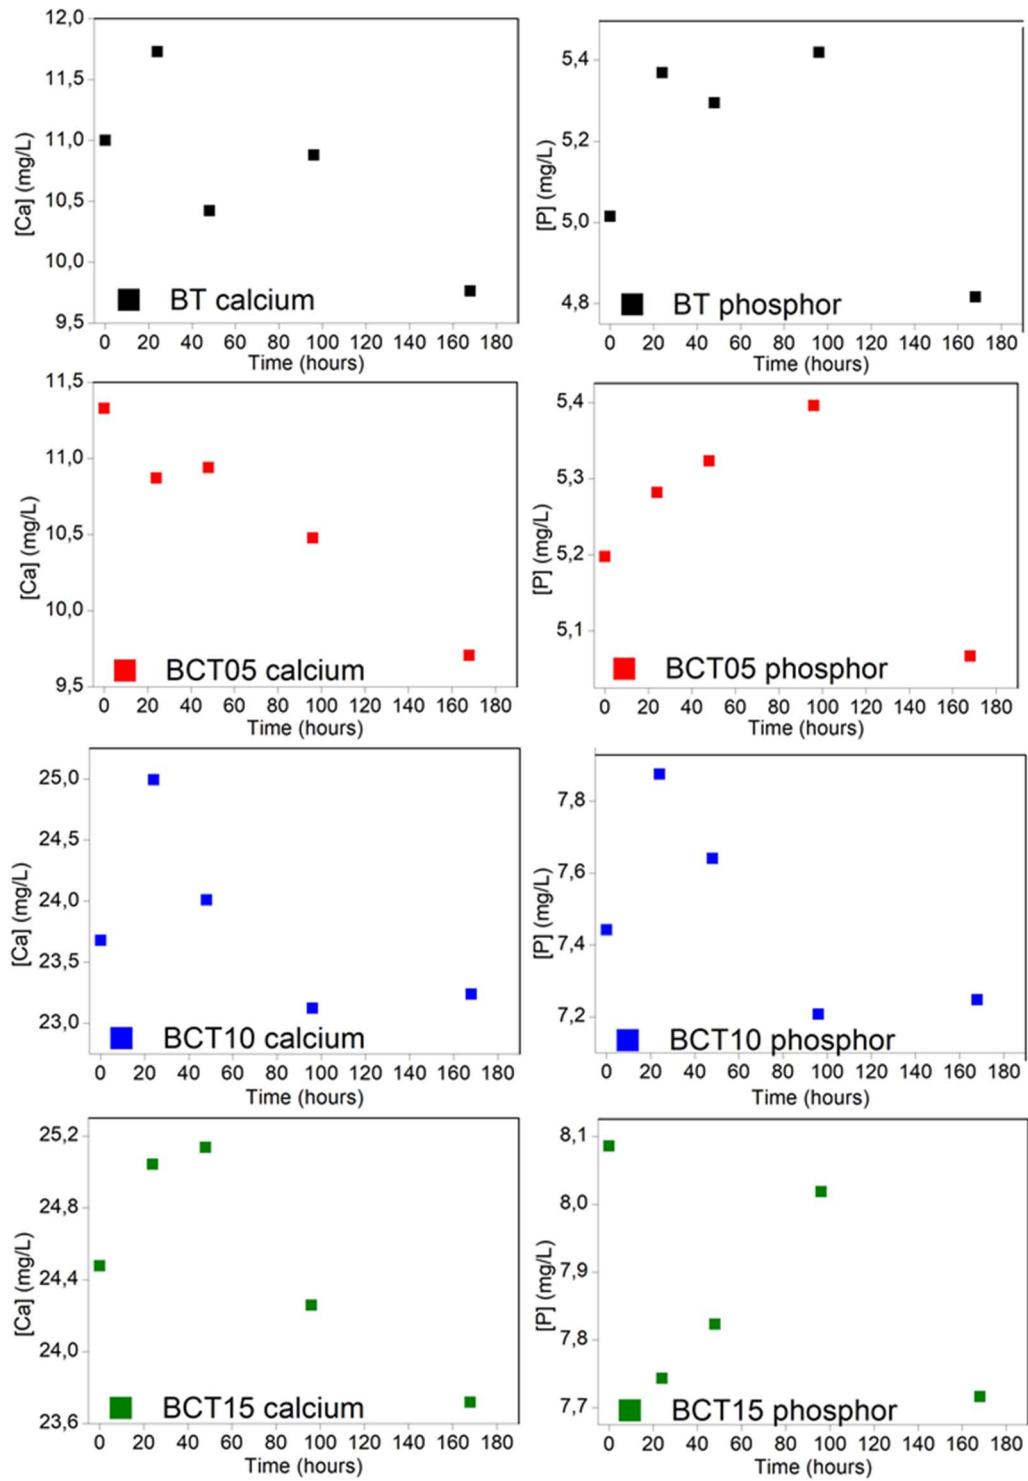 12,0
11,5
11,0
10,5
10,0
9,5
[Ca] (mg/L)
BT calcium
0 20 40 60 80 100 120 140 160 180
Time (hours)
5,4
5,2
5,0
4,8
[P] (mg/L)
BT phosphor
0 20 40 60 80 100 120 140 160 180
Time (hours)
11,5
11,0
10,5
10,0
9,5
[Ca] (mg/L)
BCT05 calcium
0 20 40 60 80 100 120 140 160 180
Time (hours)
5,4
5,3
5,2
5,1
[P] (mg/L)
BCT05 phosphor
0 20 40 60 80 100 120 140 160 180
Time (hours)
25,0
24,5
24,0
23,5
23,0
[Ca] (mg/L)
BCT10 calcium
0 20 40 60 80 100 120 140 160 180
Time (hours)
7,8
7,6
7,4
7,2
[P] (mg/L)
BCT10 phosphor
0 20 40 60 80 100 120 140 160 180
Time (hours)
25,2
24,8
24,4
24,0
23,6
[Ca] (mg/L)
BCT15 calcium
0 20 40 60 80 100 120 140 160 180
Time (hours)
8,1
8,0
7,9
7,8
7,7
[P] (mg/L)
BCT15 phosphor
0 20 40 60 80 100 120 140 160 180
Time (hours)